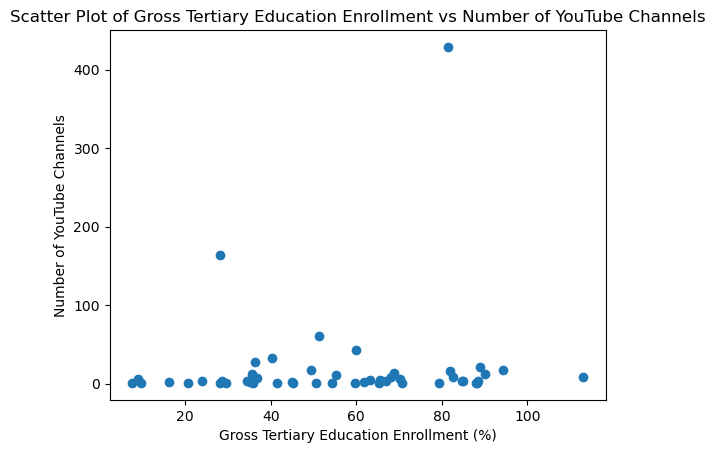 Scatter Plot of Gross Tertiary Education Enrollment vs Number of YouTube Channels
Number of YouTube Channels
400
300
200
100
0
20 40 60 80 100
Gross Tertiary Education Enrollment (%)